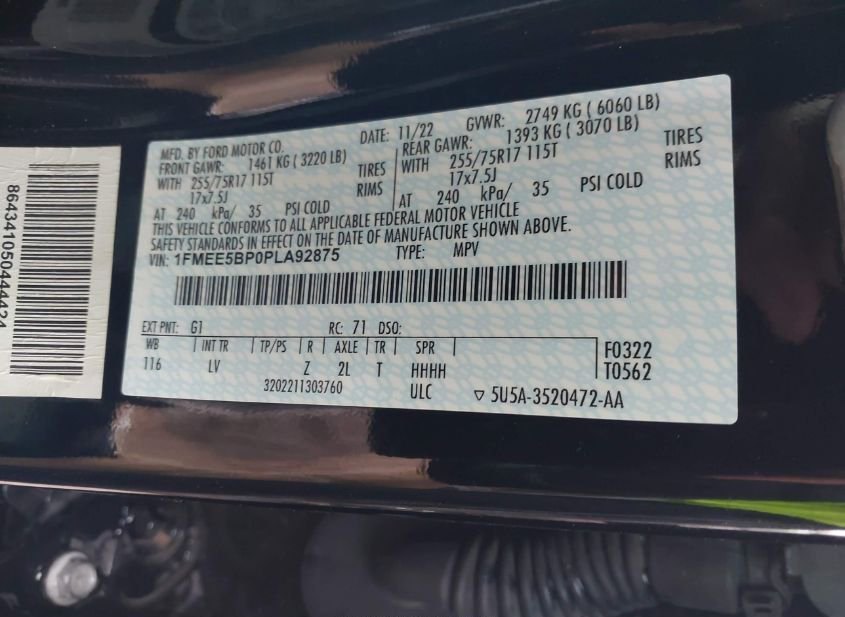 864341050444424
MFD. BY FORD MOTOR CO. DATE: 11/22 GVWR: 2749 KG ( 6060 LB)
FRONT GAWR: 1461 KG ( 3220 LB) REAR GAWR: 1393 KG ( 3070 LB)
WITH 255/75R17 115T TIRES WITH 255/75R17 115T TIRES
17x7.5J RIMS 17x7.5J RIMS
AT 240 kPa/ 35 PSI COLD AT 240 kPa/ 35 PSI COLD
THIS VEHICLE CONFORMS TO ALL APPLICABLE FEDERAL MOTOR VEHICLE
SAFETY STANDARDS IN EFFECT ON THE DATE OF MANUFACTURE SHOWN ABOVE.
VIN: 1FMEE5BP0PLA92875 TYPE: MPV
EXT PNT: G1 RC: 71 DSO:
WB INT TR TP/PS R AXLE TR SPR F0322
116 LV Z 2L T HHHH T0562
3202211303760 ULC ▽ 5U5A-3520472-AA